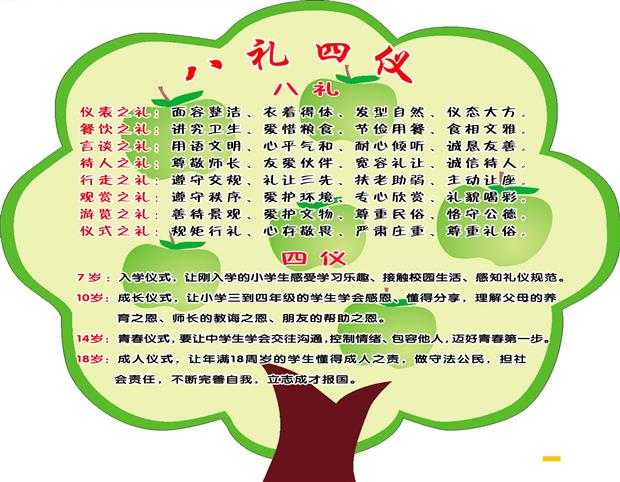 八礼四仪
八礼
仪表之礼：面容整洁、衣着得体、发型自然、仪态大方。
餐饮之礼：讲究卫生、爱惜粮食、节俭用餐、食相文雅。
言谈之礼：用语文明、心平气和、耐心倾听、诚恳友善。
待人之礼：尊敬师长、友爱伙伴、宽容礼让、诚信待人。
行走之礼：遵守交规、礼让三先、扶老助弱、主动让座。
观赏之礼：遵守秩序、爱护环境、专心欣赏、礼貌喝彩。
游览之礼：善待景观、爱护文物、尊重民俗、恪守公德。
仪式之礼：规矩行礼、心存敬畏、严肃庄重、尊重礼俗。
四仪
7岁：入学仪式，让刚入学的小学生感受学习乐趣、接触校园生活、感知礼仪规范。
10岁：成长仪式，让小学三到四年级的学生学会感恩、懂得分享，理解父母的养
育之恩、师长的教诲之恩、朋友的帮助之恩。
14岁：青春仪式，要让中学生学会交往沟通，控制情绪、包容他人，迈好青春第一步。
18岁：成人仪式，让年满18周岁的学生懂得成人之责，做守法公民，担社
会责任，不断完善自我，立志成才报国。